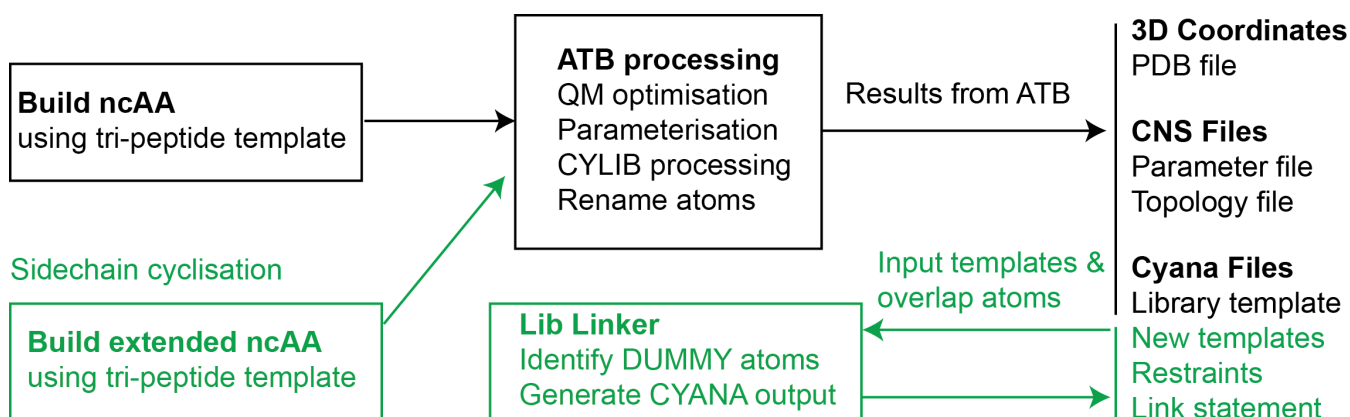 Build ncAA
using tri-peptide template
ATB processing
QM optimisation
Parameterisation
CYLIB processing
Rename atoms
Results from ATB
3D Coordinates
PDB file
CNS Files
Parameter file
Topology file
Cyana Files
Library template
New templates
Restraints
Link statement
Sidechain cyclisation
Build extended ncAA
using tri-peptide template
Input templates &
overlap atoms
Lib Linker
Identify DUMMY atoms
Generate CYANA output